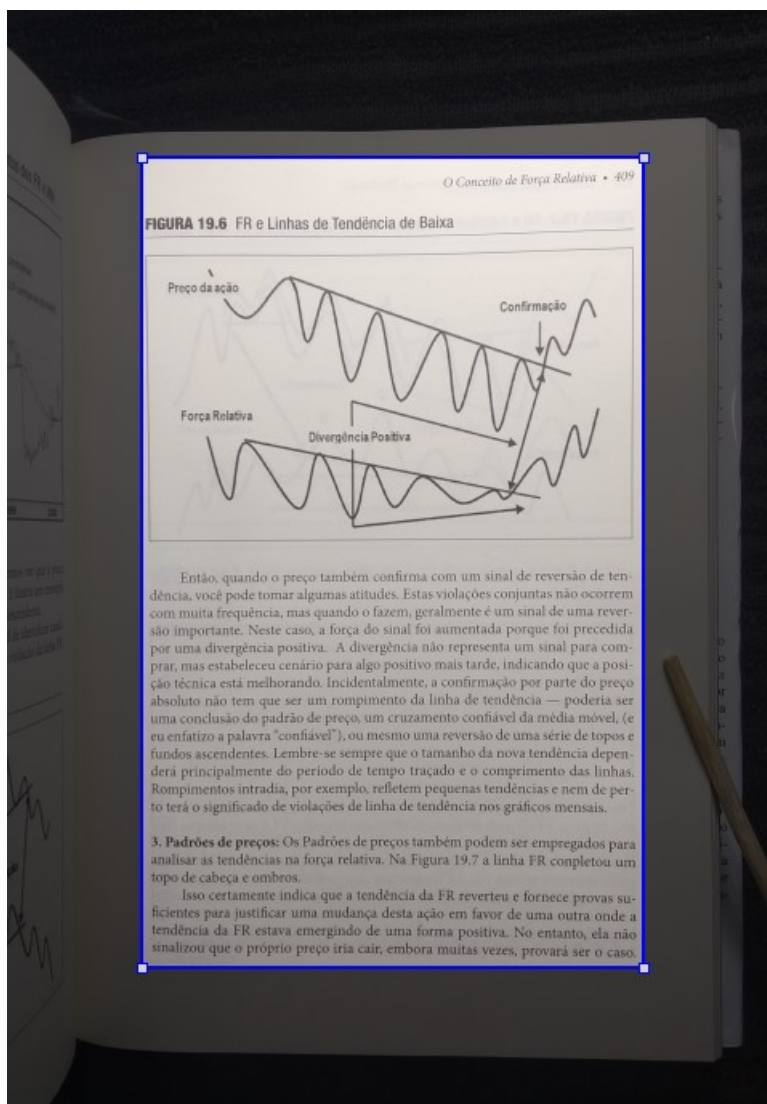 O Conceito de Força Relativa • 409
FIGURA 19.6 FR e Linhas de Tendência de Baixa
Preço da ação
Confirmação
Força Relativa
Divergência Positiva
Então, quando o preço também confirma com um sinal de reversão de ten-
dência, você pode tomar algumas atitudes. Estas violações conjuntas não ocorrem
com muita frequência, mas quando o fazem, geralmente é um sinal de uma rever-
são importante. Neste caso, a força do sinal foi aumentada porque foi precedida
por uma divergência positiva. A divergência não representa um sinal para com-
prar, mas estabeleceu cenário para algo positivo mais tarde, indicando que a posi-
ção técnica está melhorando. Incidentalmente, a confirmação por parte do preço
absoluto não tem que ser um rompimento da linha de tendência — poderia ser
uma conclusão do padrão de preço, um cruzamento confiável da média móvel, (e
eu enfatizo a palavra "confiável"), ou mesmo uma reversão de uma série de topos e
fundos ascendentes. Lembre-se sempre que o tamanho da nova tendência depen-
derá principalmente do período de tempo traçado e o comprimento das linhas.
Rompimentos intradia, por exemplo, refletem pequenas tendências e nem de per-
to terá o significado de violações de linha de tendência nos gráficos mensais.
3. Padrões de preços: Os Padrões de preços também podem ser empregados para
analisar as tendências na força relativa. Na Figura 19.7 a linha FR conpletou um
topo de cabeça e ombros.
Isso certamente indica que a tendência da FR reverteu e fornece provas su-
ficientes para justificar uma mudança desta ação em favor de uma outra onde a
tendência da FR estava emergindo de uma forma positiva. No entanto, ela não
sinalizou que o próprio preço iria cair, embora muitas vezes, provará ser o caso.